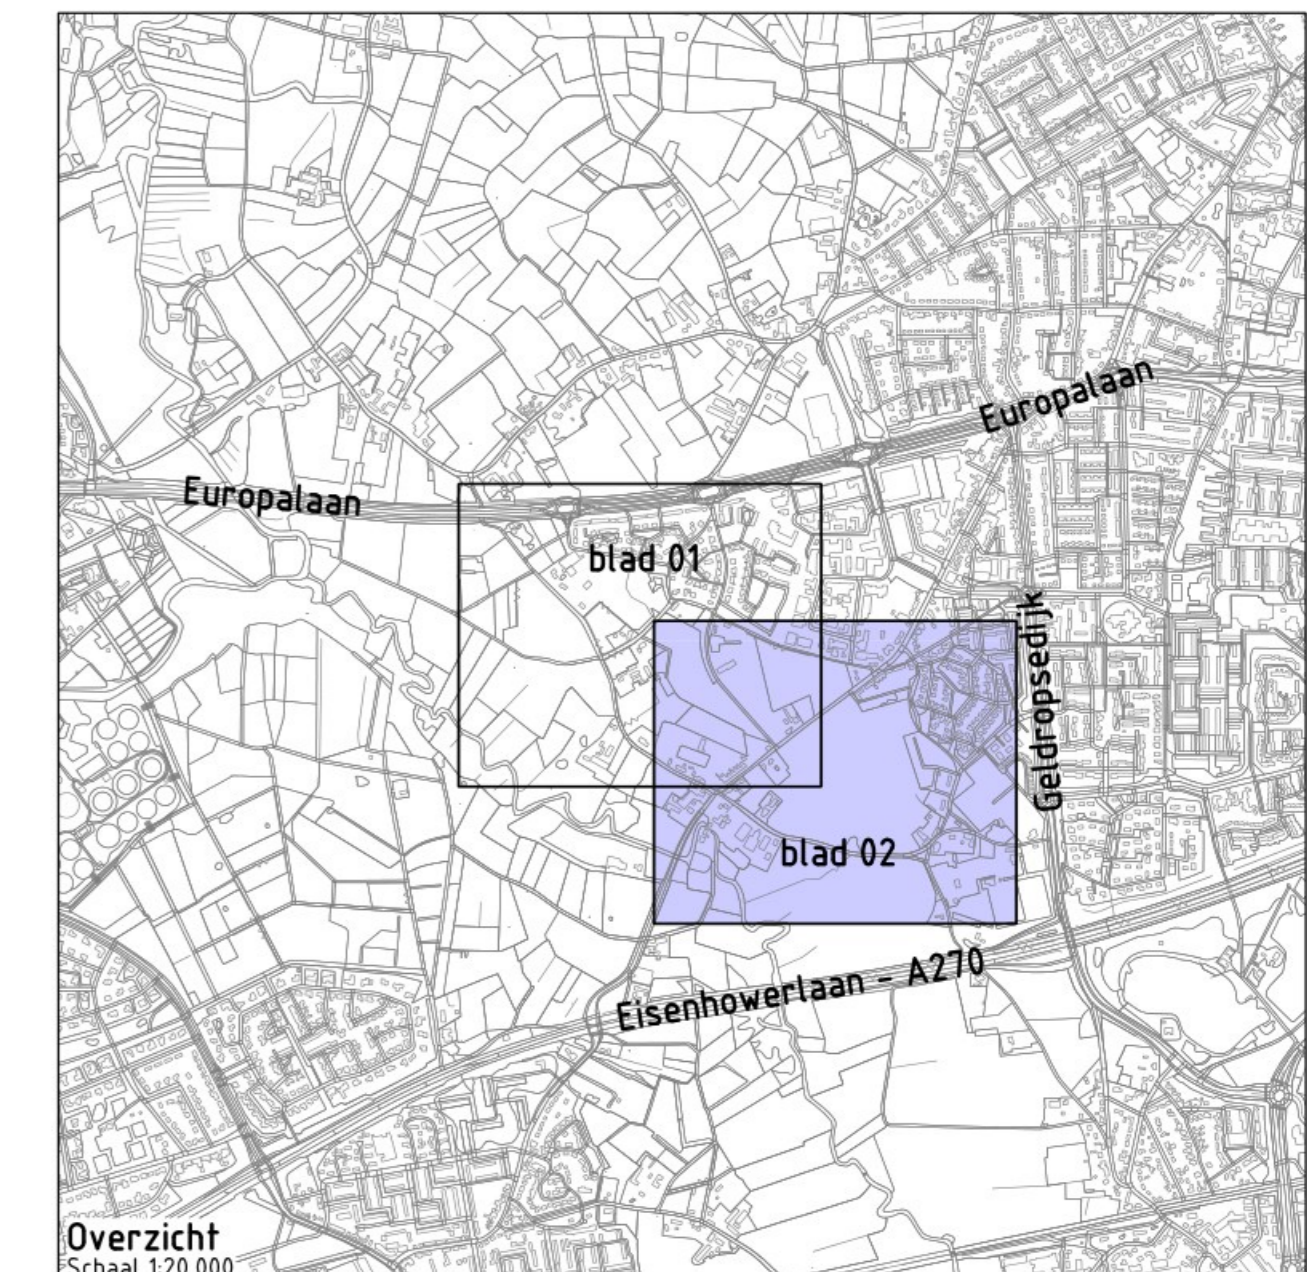 Europalaan
Europalaan
blad 01
Geldropsedijk
blad 02
Eisenhowerlaan - A270
Overzicht
Schaal 1:20.000